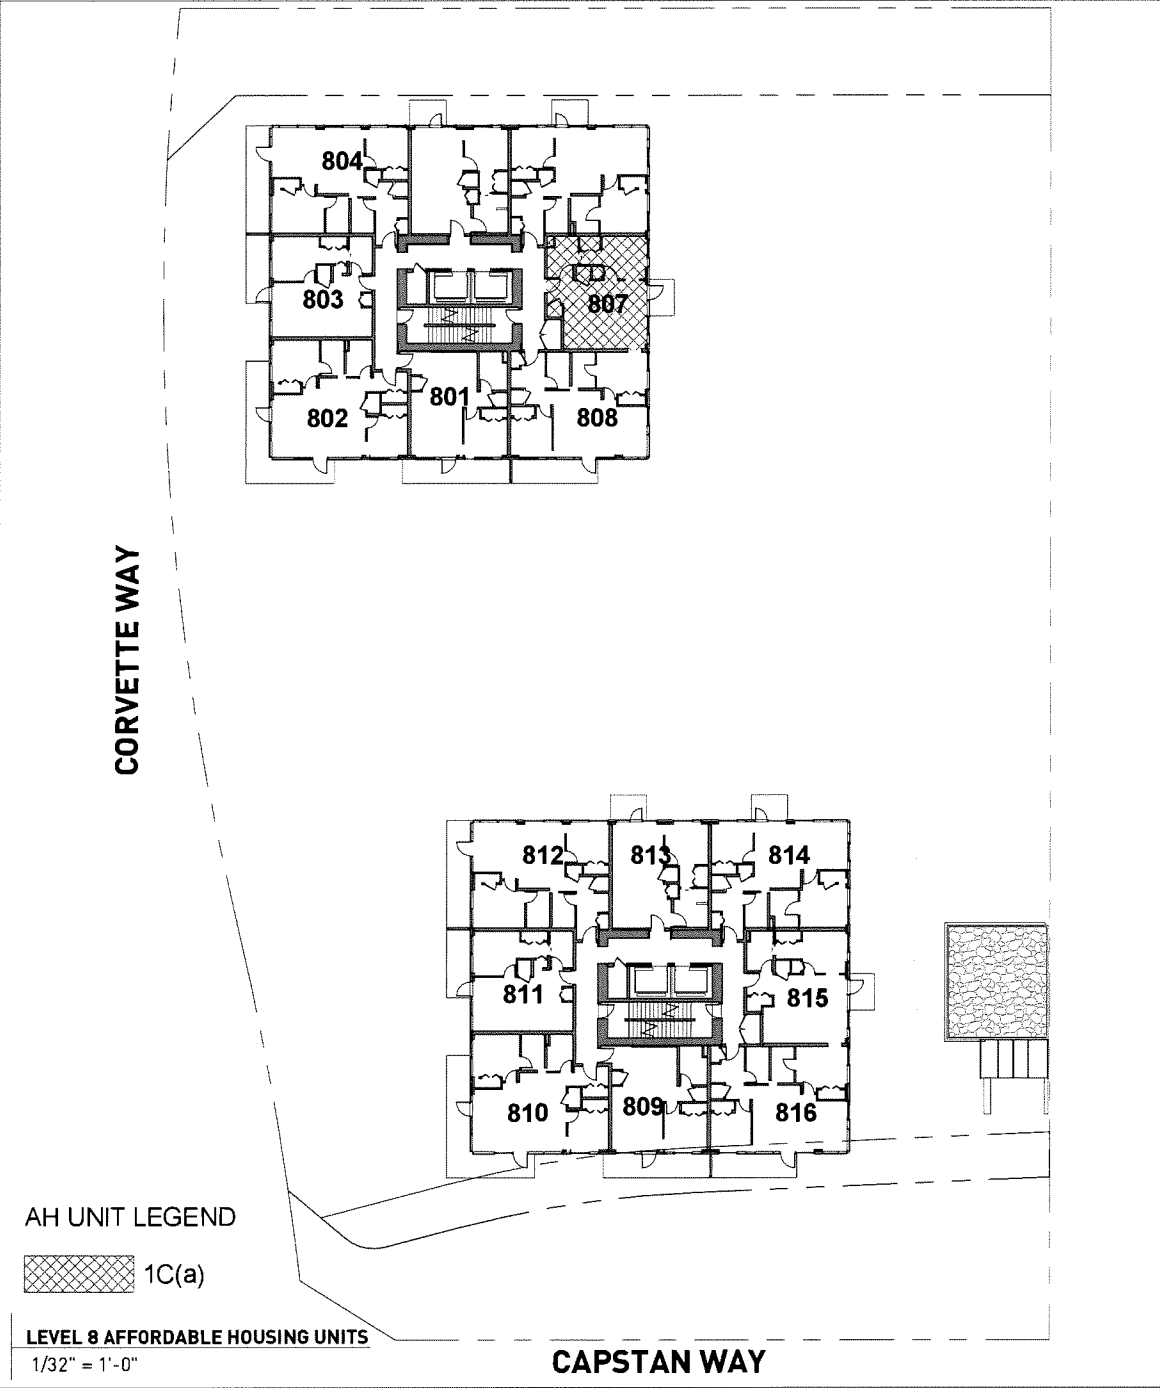 804
803
807
801
802
808
CORVETTE WAY
812
813
814
811
815
810
809
816
AH UNIT LEGEND
1C(a)
LEVEL 8 AFFORDABLE HOUSING UNITS
1/32" = 1'-0"
CAPSTAN WAY